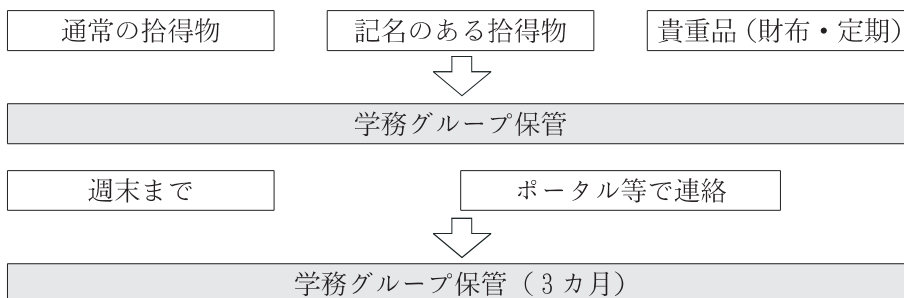 通常の拾得物
記名のある拾得物
貴重品（財布・定期）
学務グループ保管
週末まで
ポータル等で連絡
学務グループ保管（３カ月）